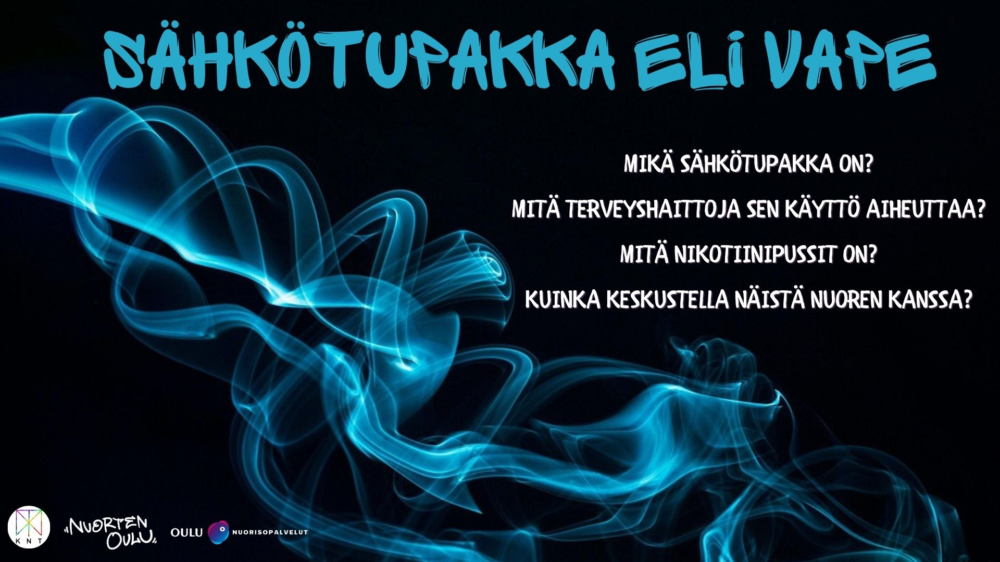 SÄHKÖTUPAKKA ELI VAPE
MIKÄ SÄHKÖTUPAKKA ON?
MITÄ TERVEYSHAITTOJA SEN KÄYTTÖ AIHEUTTAA?
MITÄ NIKOTIINIPUSSIT ON?
KUINKA KESKUSTELLA NÄISTÄ NUOREN KANSSA?
KNT
"NUORTEN
OULU"
OULU NUORISOPALVELUT